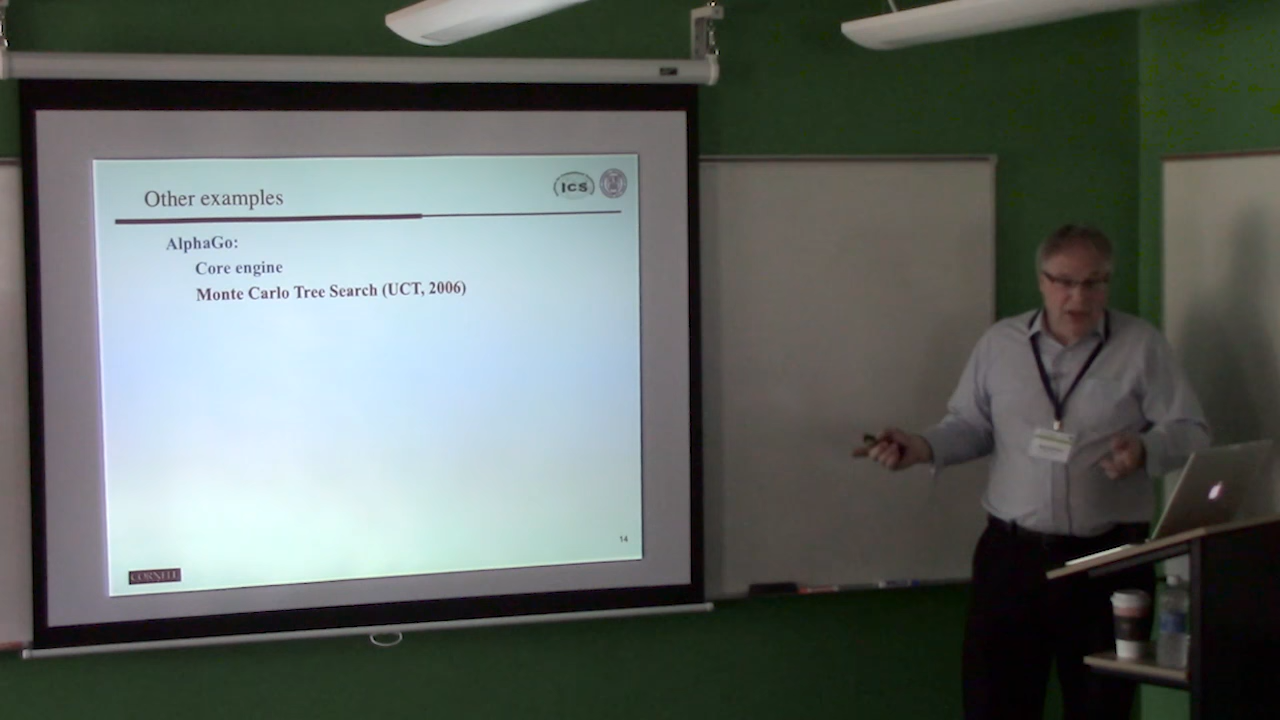 Other examples
ICS
AlphaGo:
Core engine
Monte Carlo Tree Search (UCT, 2006)
14
CORNELL